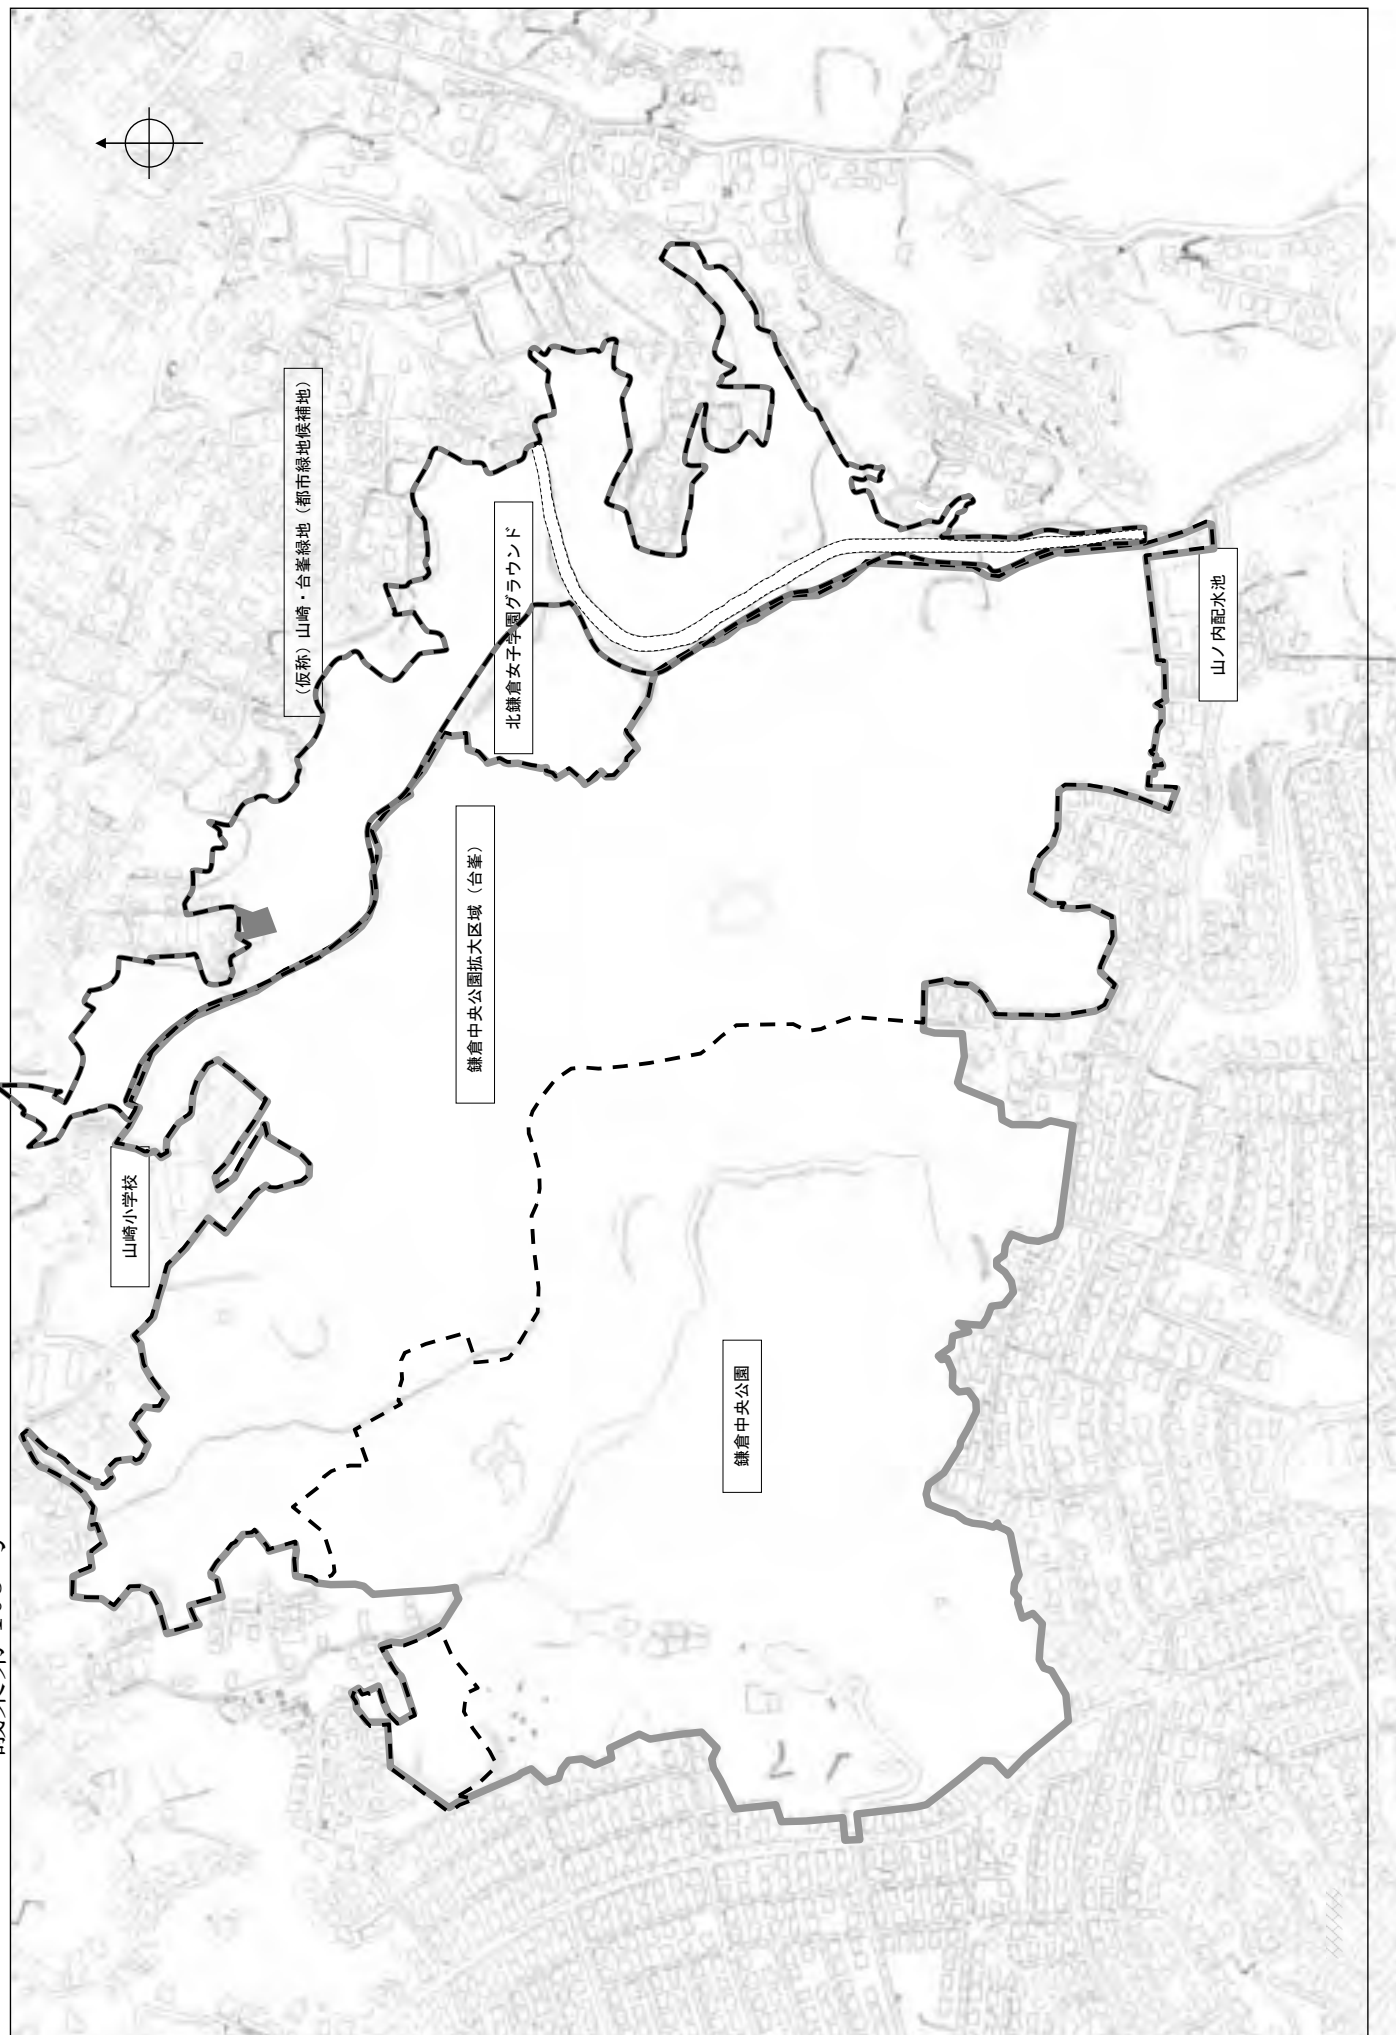 (仮称)山崎・台峯緑地(都市緑地候補地)
北鎌倉女子学園グラウンド
鎌倉中央公園拡大区域(台峯)
山ノ内配水池
山崎小学校
鎌倉中央公園